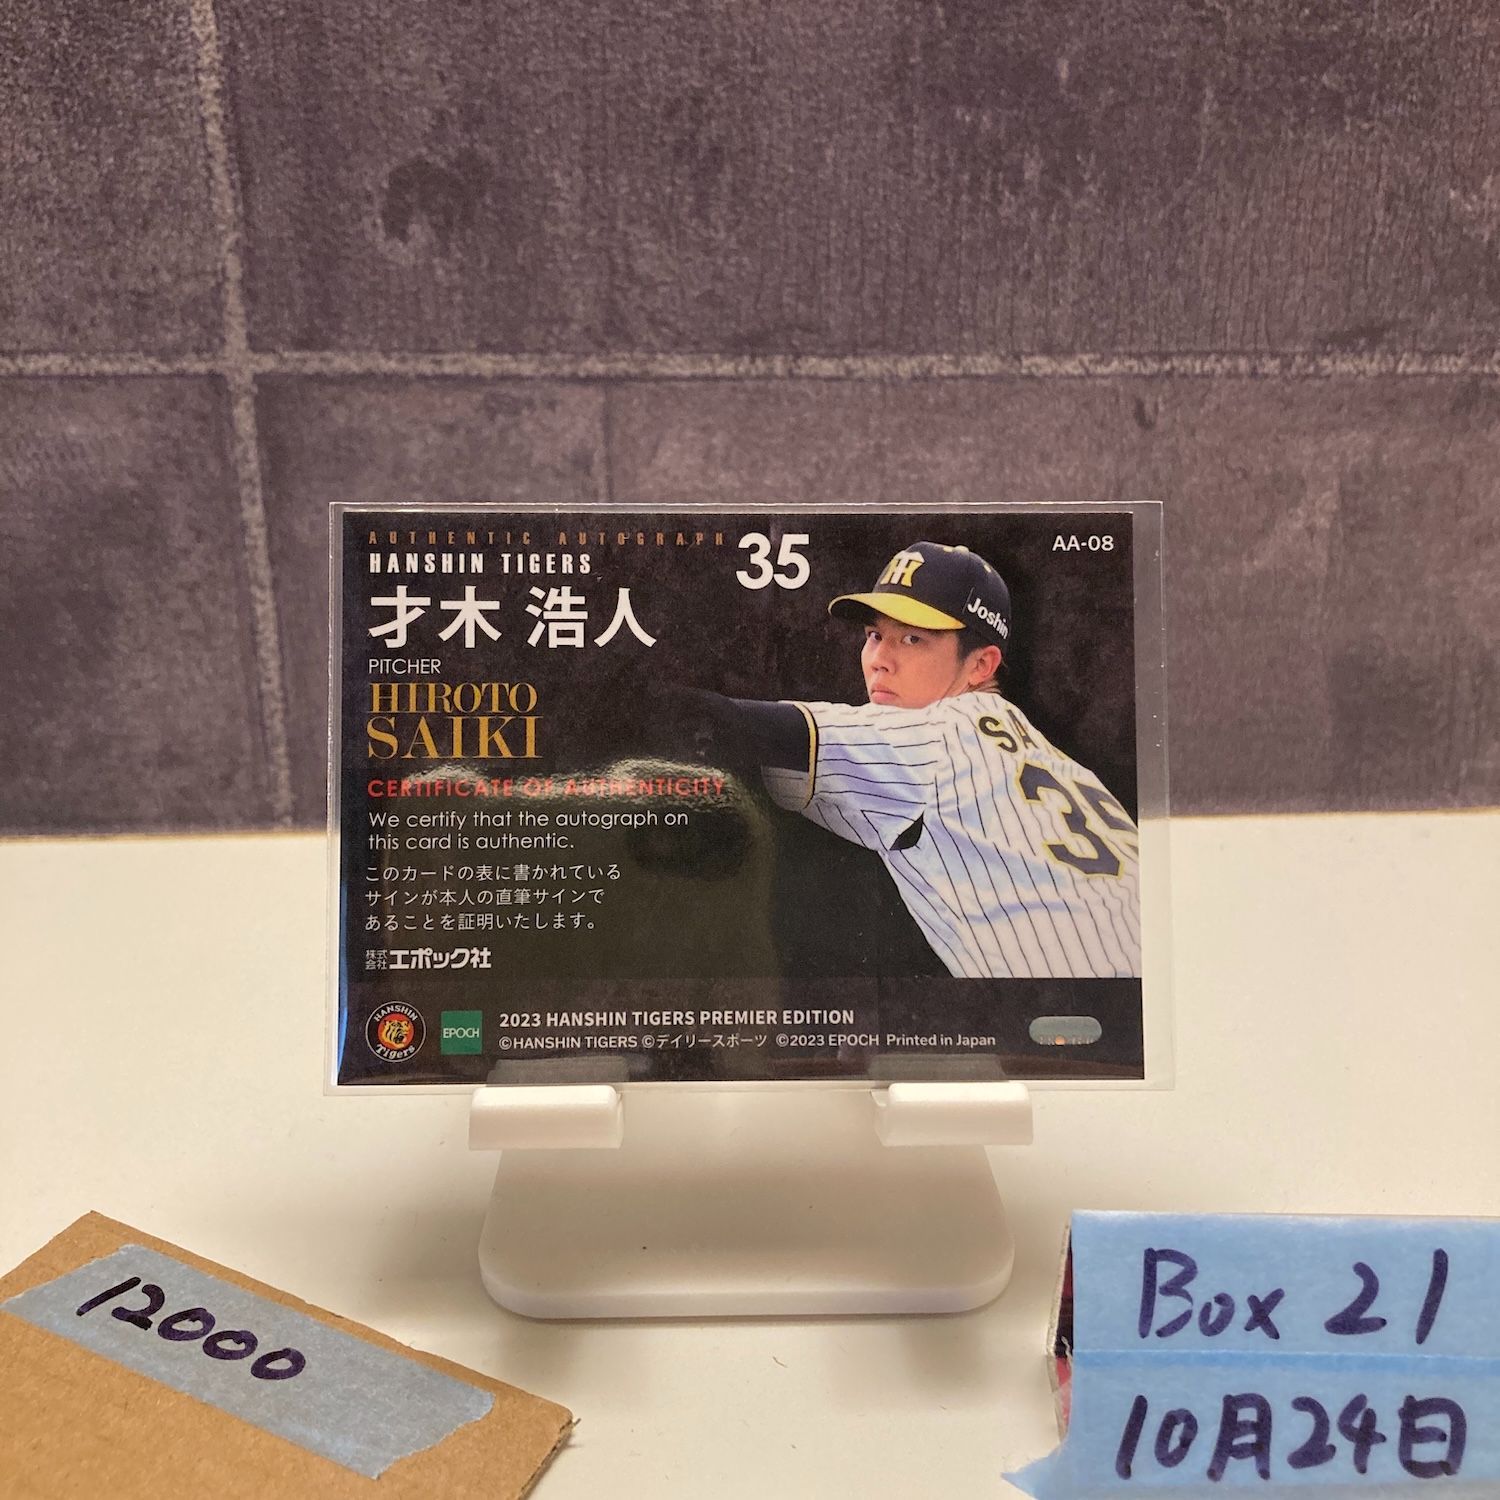 AUTHENTIC AUTOGRAPH
HANSHIN TIGERS
35
AA-08
才木 浩人
PITCHER
HIROTO
SAIKI
CERTIFICATE OF AUTHENTICITY
We certify that the autograph on
this card is authentic.
このカードの表に書かれている
サインが本人の直筆サインで
あることを証明いたします。
株式会社エポック社
Joshin
SA
35
HANSHIN
Tigers
EPOCH
2023 HANSHIN TIGERS PREMIER EDITION
©HANSHIN TIGERS ©デイリースポーツ ©2023 EPOCH Printed in Japan
12000
Box 21
10月24日